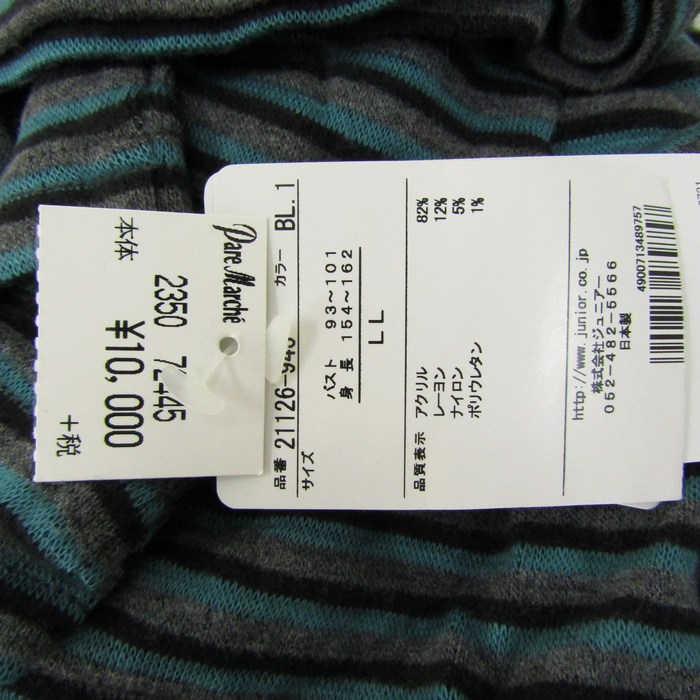 Pare Marché
2350
本体 ¥10,000
+税
品番 21126-940 カラー BL.1
サイズ
バスト 93~101
身長 154~162
LL
品質表示 アクリル 82%
レーヨン 12%
ナイロン 5%
ポリウレタン 1%
http://www.junior.co.jp
株式会社ジュニアー
052-482-5566
日本製
4900713489757